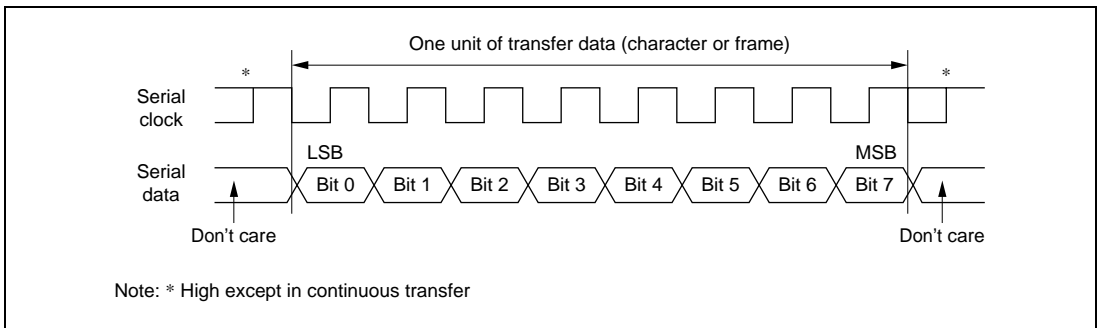 One unit of transfer data (character or frame)
* *
Serial
clock
LSB MSB
Serial
data
Bit 0 Bit 1 Bit 2 Bit 3 Bit 4 Bit 5 Bit 6 Bit 7
Don't care Don't care
Note: * High except in continuous transfer